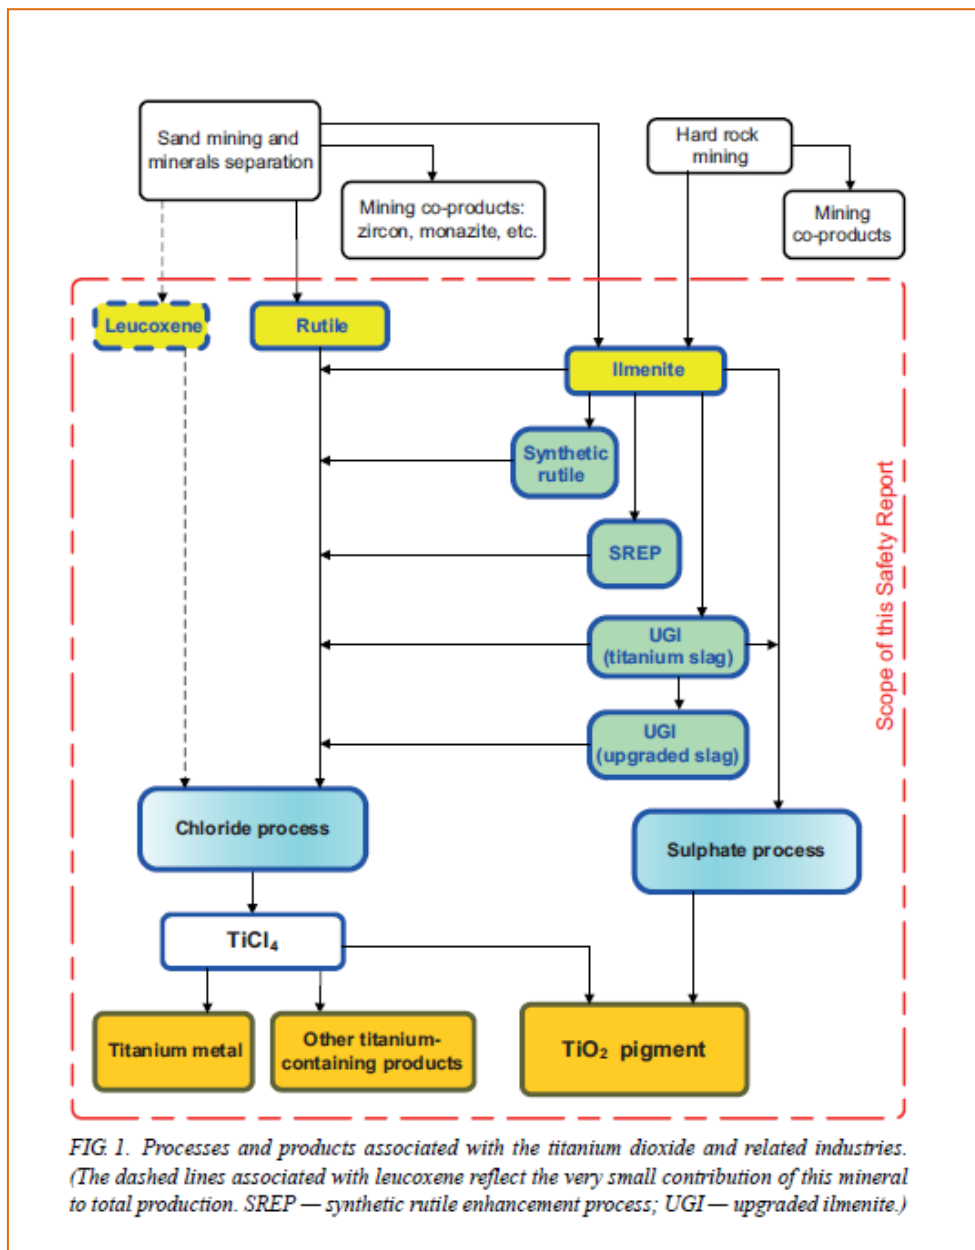 Sand mining and
minerals separation
Hard rock
mining
Mining co-products:
zircon, monazite, etc.
Mining
co-products
Leucoxene
Rutile
Ilmenite
Synthetic
rutile
SREP
UGI
(titanium slag)
UGI
(upgraded slag)
Scope of this Safety Report
Chloride process
Sulphate process
TiCl₄
Titanium metal
Other titanium-
containing products
TiO₂ pigment
FIG. 1. Processes and products associated with the titanium dioxide and related industries.
(The dashed lines associated with leucoxene reflect the very small contribution of this mineral
to total production. SREP — synthetic rutile enhancement process; UGI — upgraded ilmenite.)